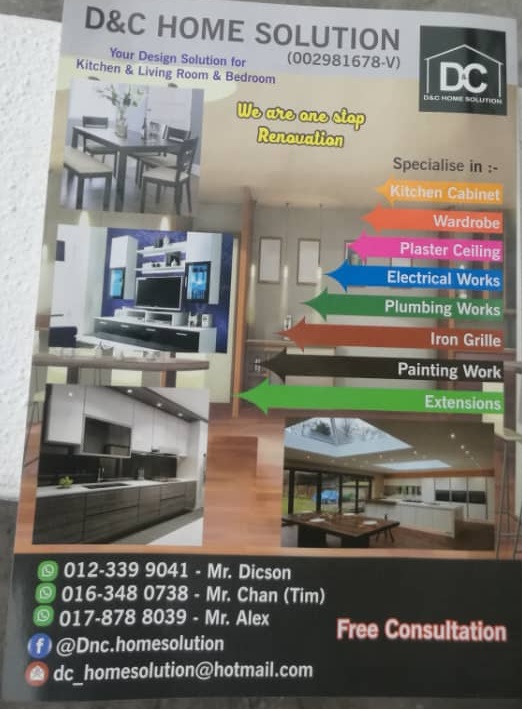 D&C HOME SOLUTION
(002981678-V)
Your Design Solution for
Kitchen & Living Room & Bedroom
DC
D&C HOME SOLUTION
We are one stop
Renovation
Specialise in :-
Kitchen Cabinet
Wardrobe
Plaster Ceiling
Electrical Works
Plumbing Works
Iron Grille
Painting Work
Extensions
012-339 9041 - Mr. Dicson
016-348 0738 - Mr. Chan (Tim)
017-878 8039 - Mr. Alex
@Dnc.homesolution
dc_homesolution@hotmail.com
Free Consultation